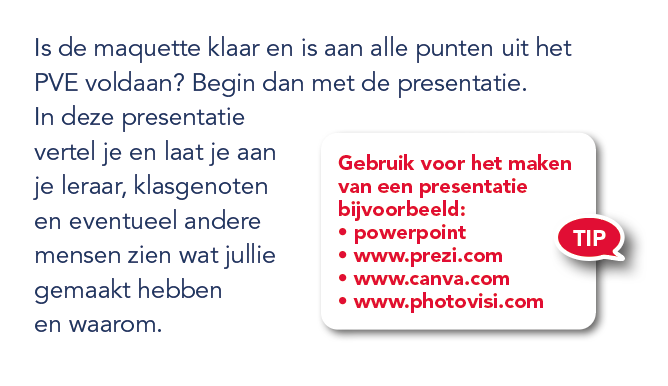 Is de maquette klaar en is aan alle punten uit het
PVE voldaan? Begin dan met de presentatie.
In deze presentatie
vertel je en laat je aan
je leraar, klasgenoten
en eventueel andere
mensen zien wat jullie
gemaakt hebben
en waarom.
Gebruik voor het maken
van een presentatie
bijvoorbeeld:
• powerpoint
• www.prezi.com
• www.canva.com
• www.photovisi.com
TIP